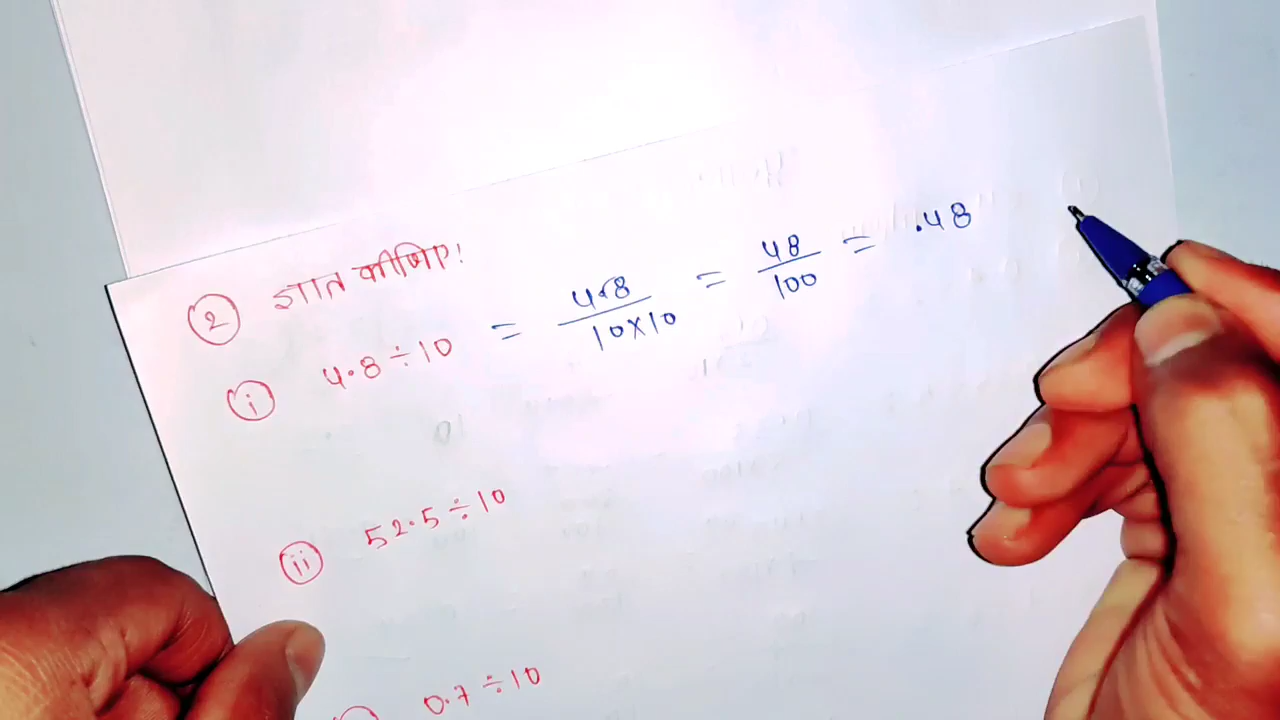 2 ज्ञात कीजिए।
i 4.8 ÷ 10 = 4.8/10×10 = 48/100 = .48
ii 52.5 ÷ 10
0.7 ÷ 10